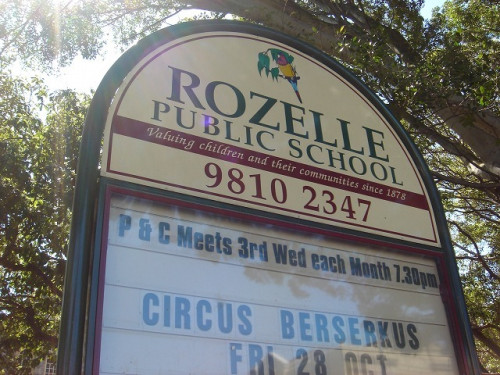 ROZELLE
PUBLIC SCHOOL
Valuing children and their communities since 1878
9810 2347
P & C Meets 3rd Wed each Month 7.30pm
CIRCUS BERSERKUS
FRI 28 OCT